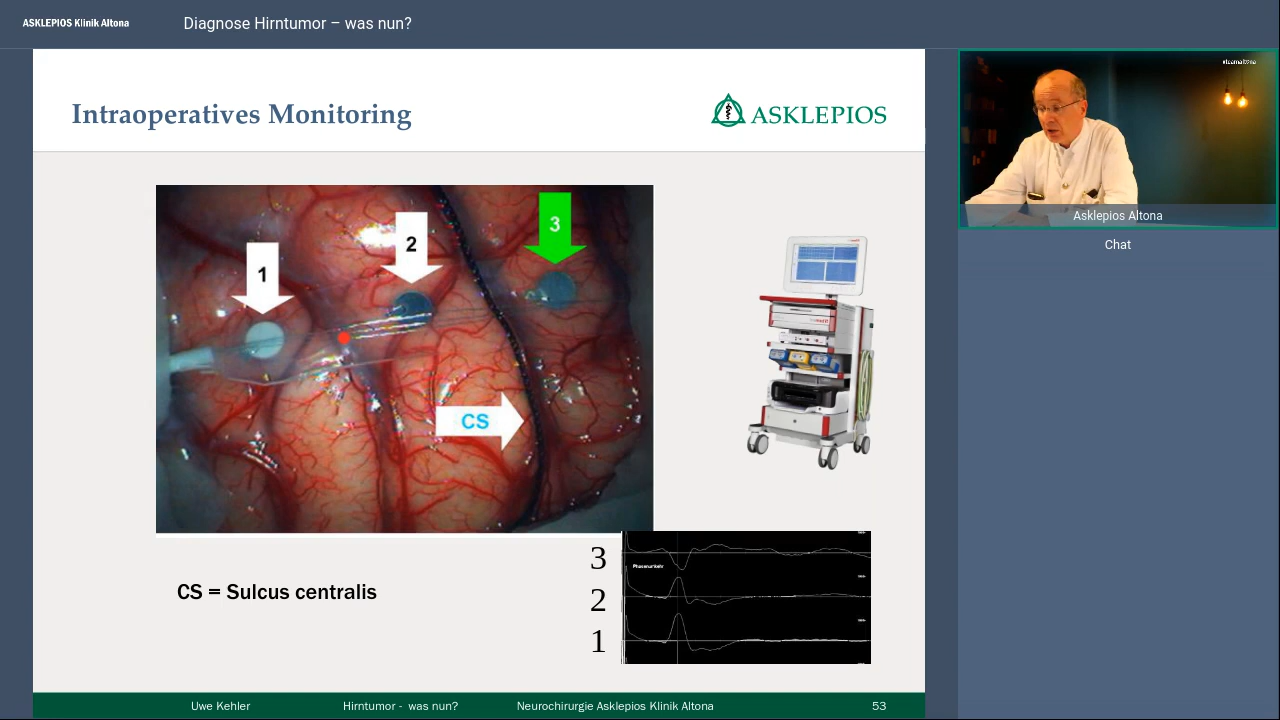 ASKLEPIOS Klinik Altona
Diagnose Hirntumor – was nun?
Intraoperatives Monitoring
ASKLEPIOS
1
2
3
CS
Asklepios Altona
Chat
3
Phasenumkehr
2
1
CS = Sulcus centralis
Uwe Kehler
Hirntumor - was nun?
Neurochirurgie Asklepios Klinik Altona
53